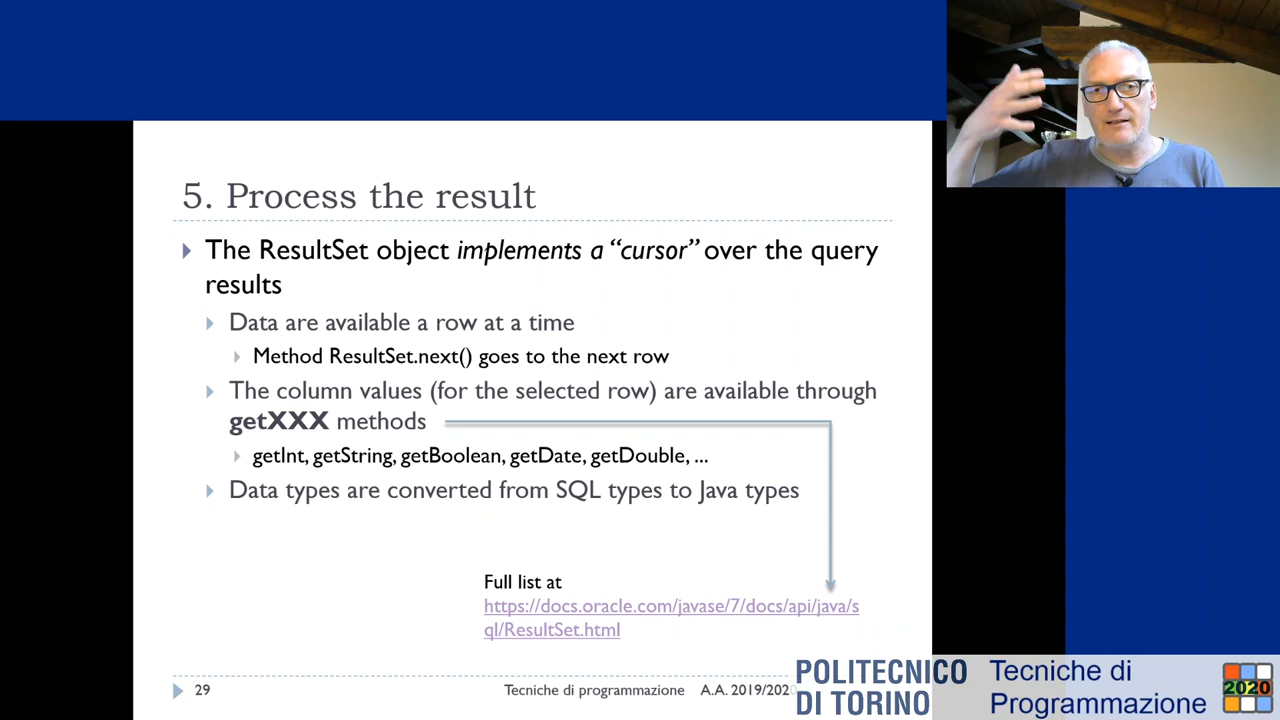 5. Process the result
The ResultSet object implements a “cursor” over the query
results
Data are available a row at a time
Method ResultSet.next() goes to the next row
The column values (for the selected row) are available through
getXXX methods
getInt, getString, getBoolean, getDate, getDouble, ...
Data types are converted from SQL types to Java types
Full list at
https://docs.oracle.com/javase/7/docs/api/java/s
ql/ResultSet.html
29
Tecniche di programmazione A.A. 2019/2020
POLITECNICO
DI TORINO
Tecniche di
Programmazione
2020